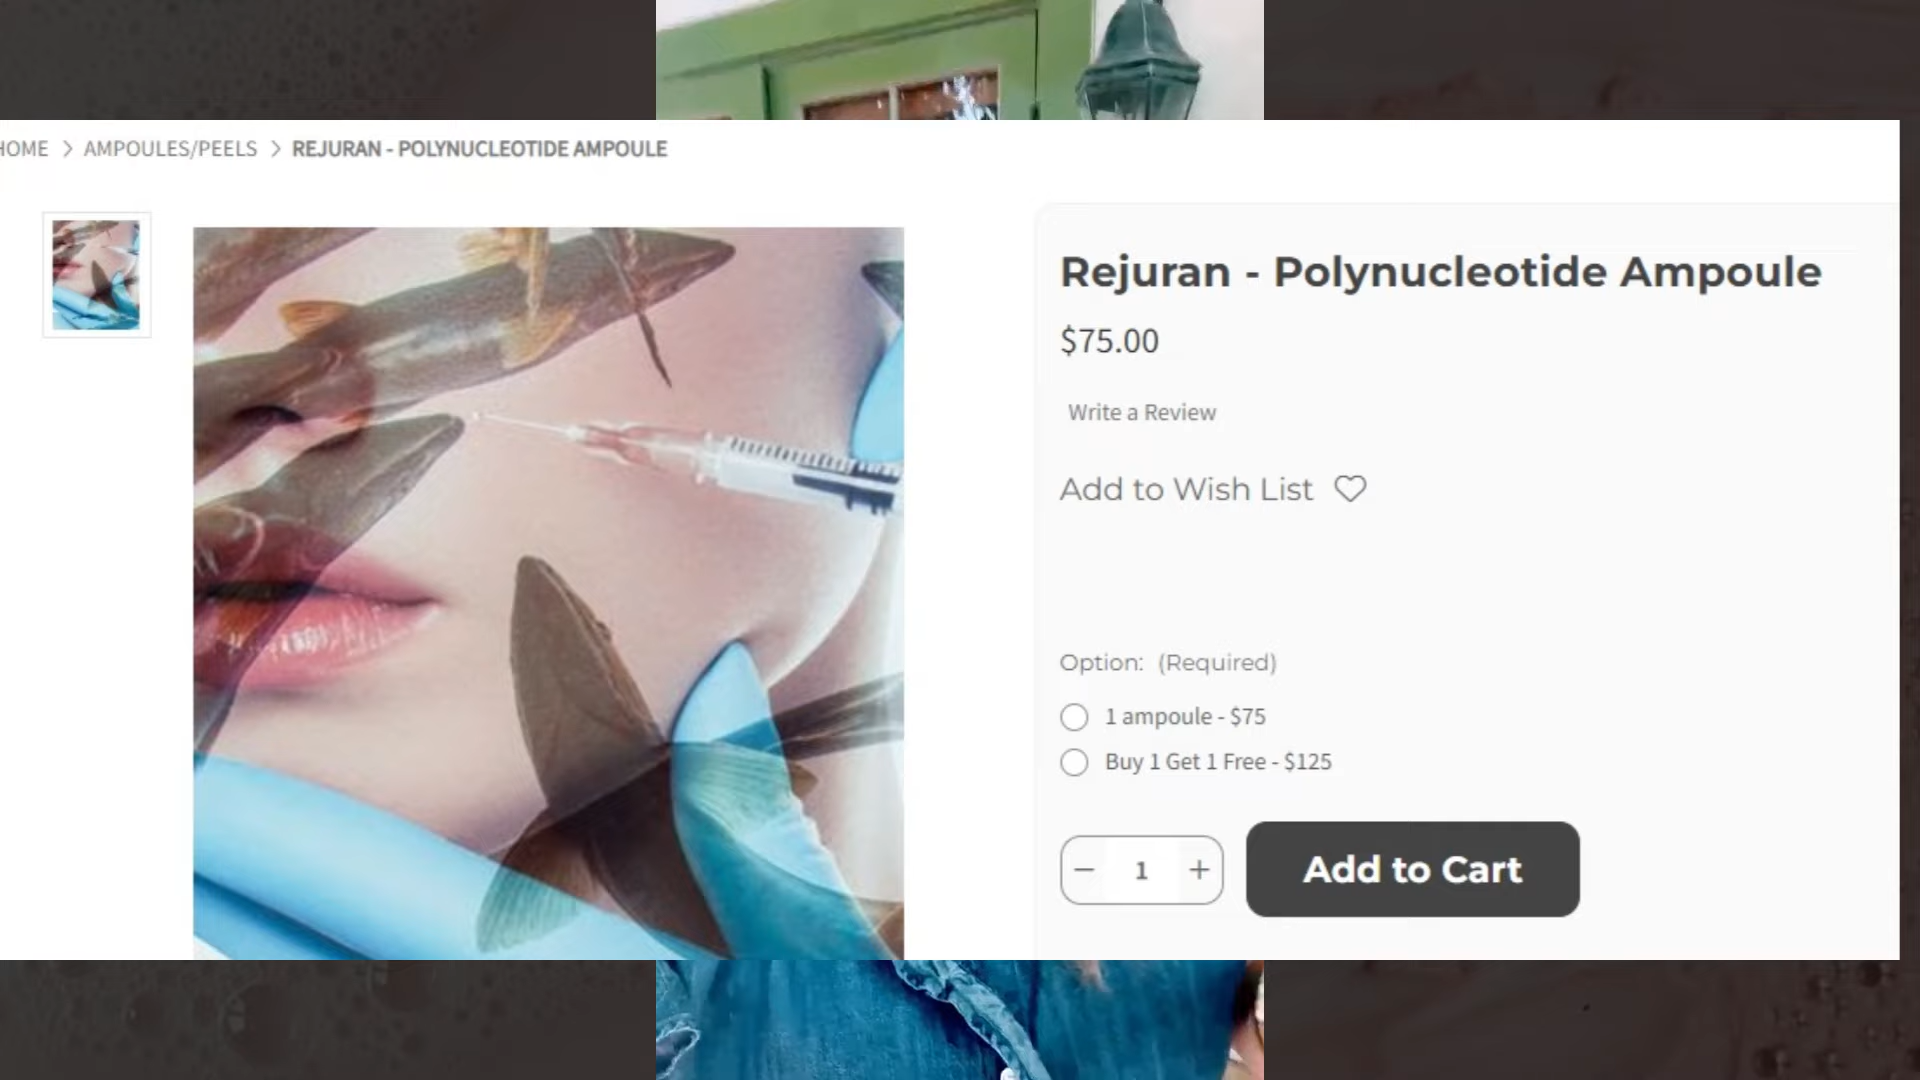 HOME > AMPOULES/PEELS > REJURAN - POLYNUCLEOTIDE AMPOULE
Rejuran - Polynucleotide Ampoule
$75.00
Write a Review
Add to Wish List
Option: (Required)
1 ampoule - $75
Buy 1 Get 1 Free - $125
− 1 +
Add to Cart